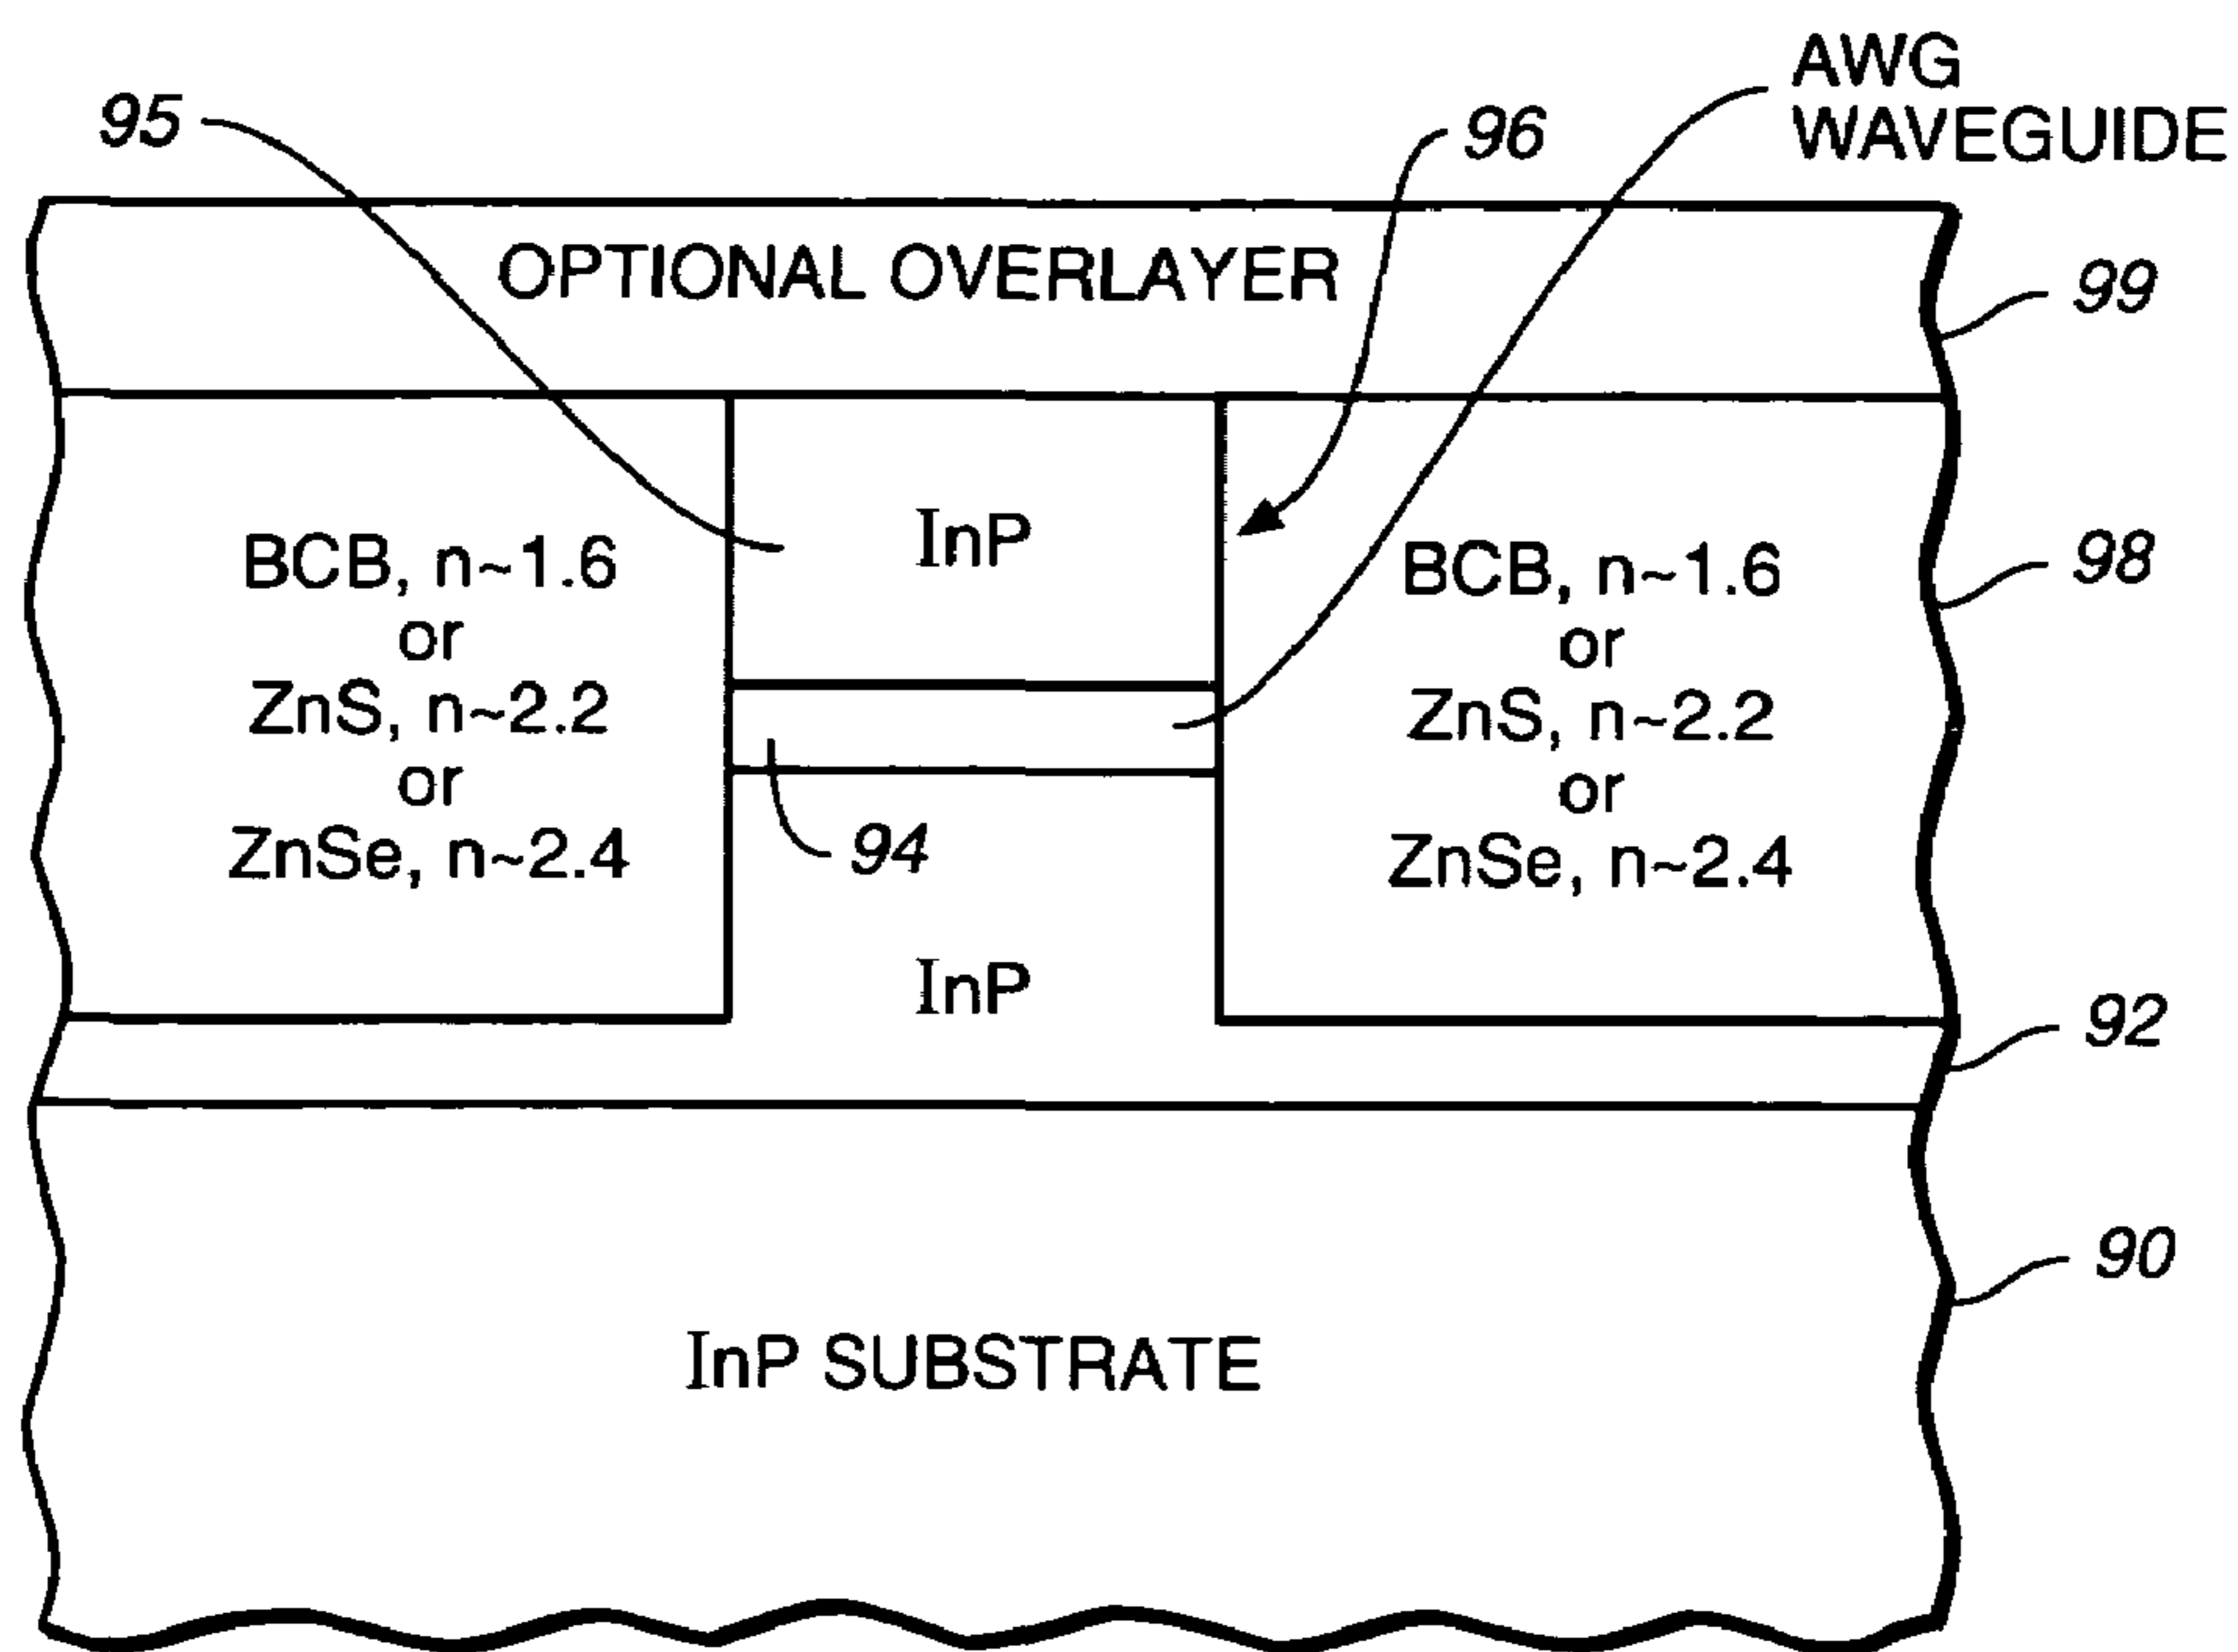 AWG
WAVEGUIDE
95
96
OPTIONAL OVERLAYER
99
InP
BCB, n~1.6
or
ZnS, n~2.2
or
ZnSe, n~2.4
BCB, n~1.6
or
ZnS, n~2.2
or
ZnSe, n~2.4
98
94
InP
92
90
InP SUBSTRATE